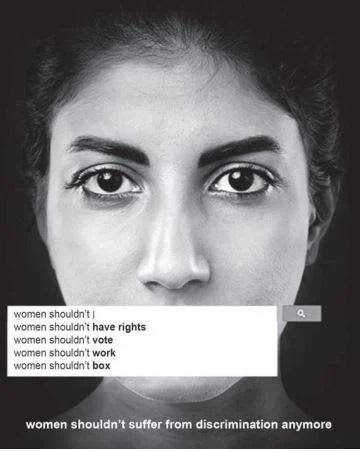 women shouldn't
women shouldn't have rights
women shouldn't vote
women shouldn't work
women shouldn't box
women shouldn't suffer from discrimination anymore